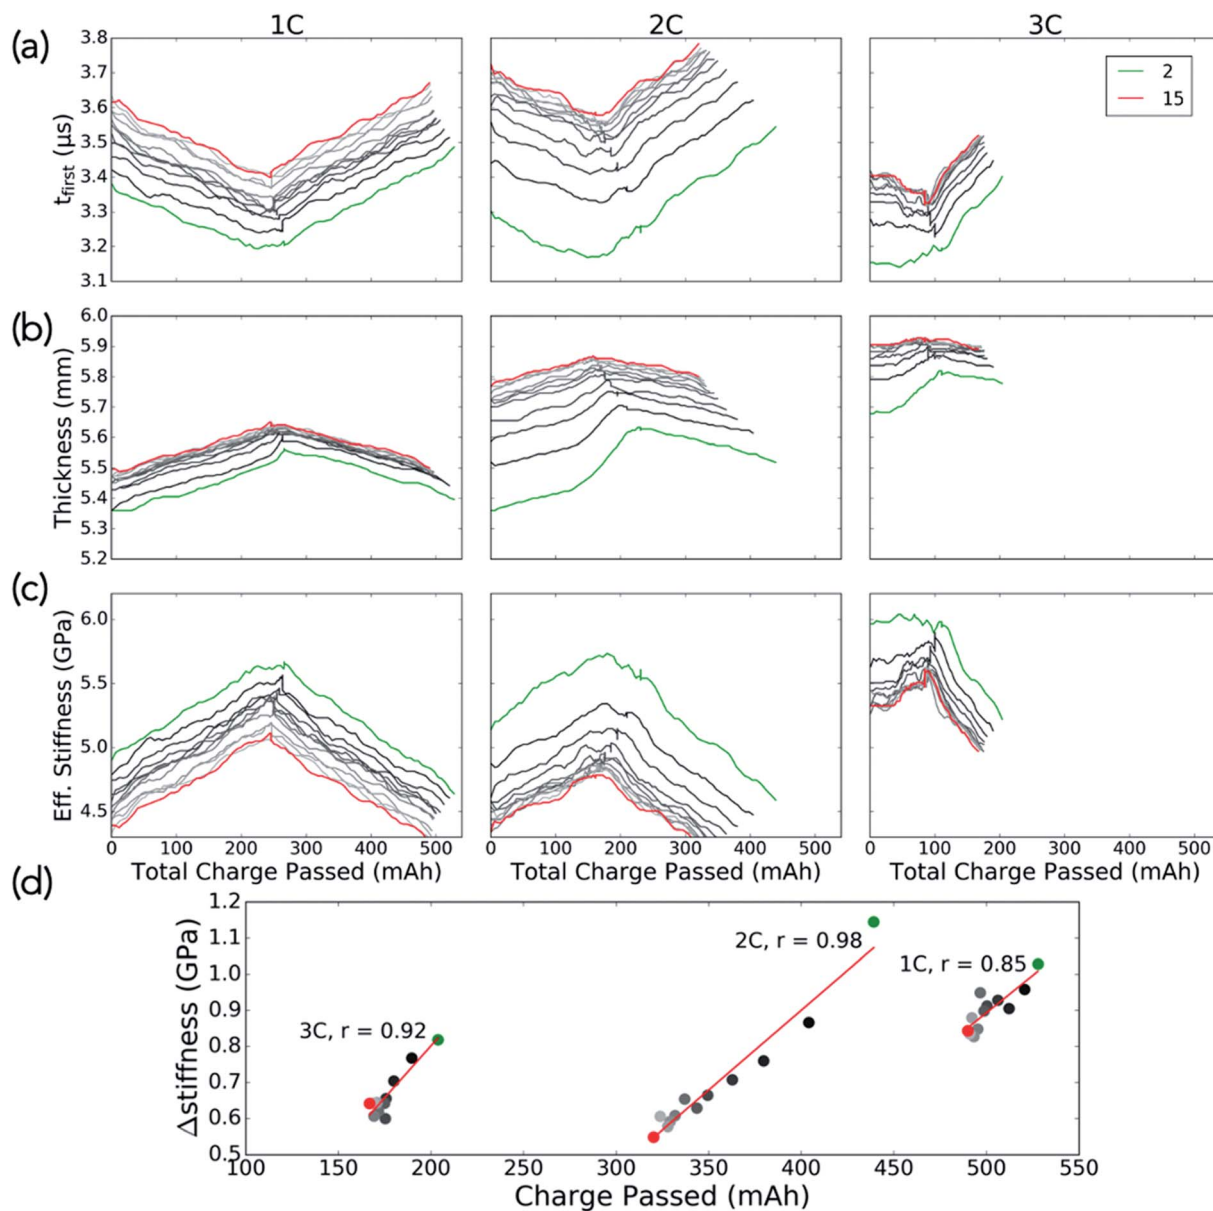 1C 2C 3C
(a)
3.8
3.7
3.6
3.5
3.4
3.3
3.2
3.1
t_first (μs)
2
15
0 100 200 300 400 500
0 100 200 300 400 500
0 100 200 300 400 500
(b)
6.0
5.9
5.8
5.7
5.6
5.5
5.4
5.3
5.2
Thickness (mm)
(c)
6.0
5.5
5.0
4.5
Eff. Stiffness (GPa)
Total Charge Passed (mAh) Total Charge Passed (mAh) Total Charge Passed (mAh)
(d)
1.2
1.1
1.0
0.9
0.8
0.7
0.6
0.5
Δstiffness (GPa)
2C, r = 0.98
1C, r = 0.85
3C, r = 0.92
100 150 200 250 300 350 400 450 500 550
Charge Passed (mAh)